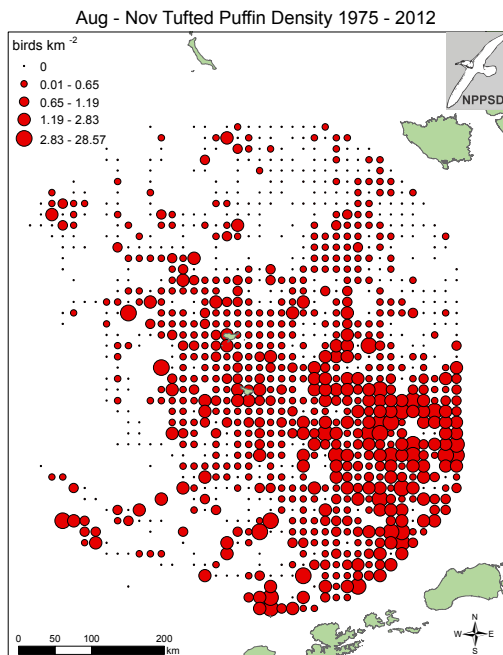 Aug - Nov Tufted Puffin Density 1975 - 2012
birds km -2
0
0.01 - 0.65
0.65 - 1.19
1.19 - 2.83
2.83 - 28.57
NPPSD
N
W E
S
0 50 100 200
km